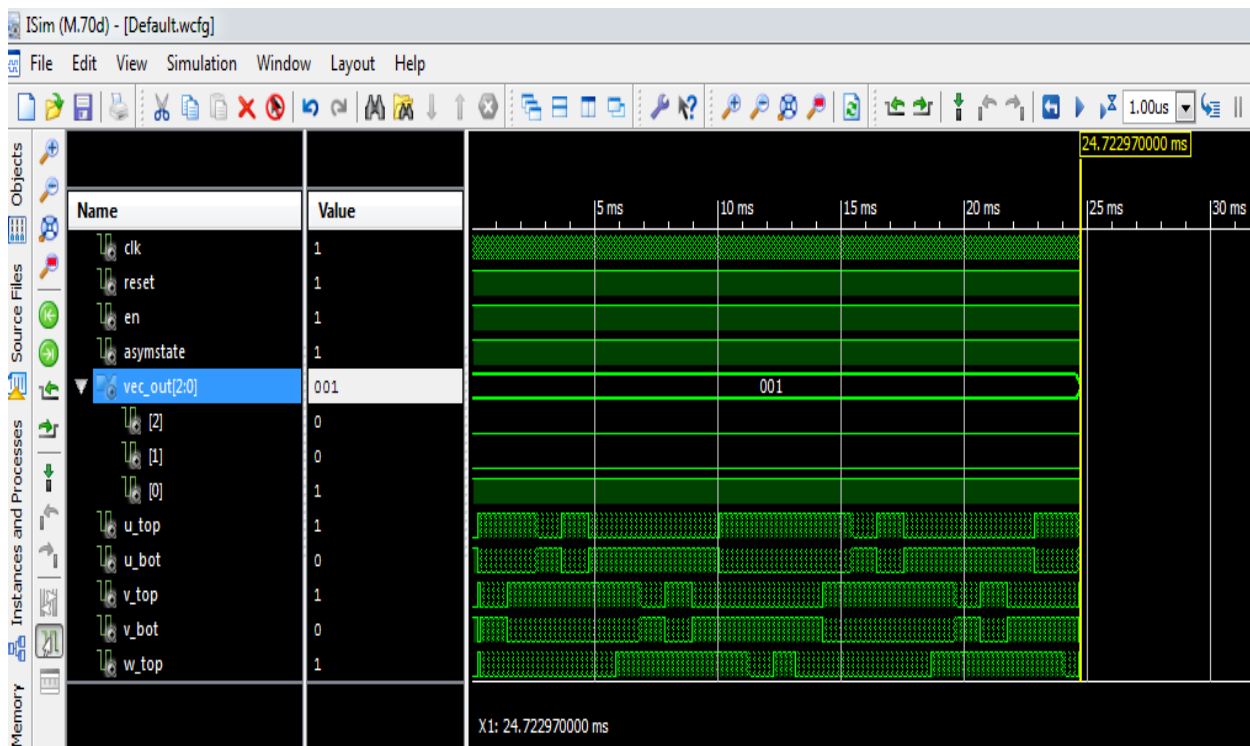 ISim (M.70d) - [Default.wcfg]
File Edit View Simulation Window Layout Help
1.00us
24.722970000 ms
Objects
Source Files
Instances and Processes
Memory
Name Value
5 ms 10 ms 15 ms 20 ms 25 ms 30 ms
clk 1
reset 1
en 1
asymstate 1
vec_out[2:0] 001 001
[2] 0
[1] 0
[0] 1
u_top 1
u_bot 0
v_top 1
v_bot 0
w_top 1
X1: 24.722970000 ms